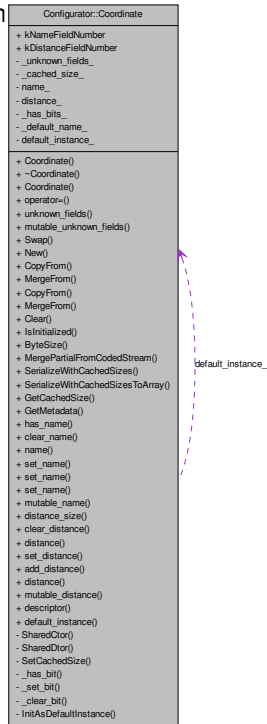 n
Configurator::Coordinate
+ kNameFieldNumber
+ kDistanceFieldNumber
- _unknown_fields_
- _cached_size_
- name_
- distance_
- _has_bits_
- _default_name_
- default_instance_
+ Coordinate()
+ ~Coordinate()
+ Coordinate()
+ operator=()
+ unknown_fields()
+ mutable_unknown_fields()
+ Swap()
+ New()
+ CopyFrom()
+ MergeFrom()
+ CopyFrom()
+ MergeFrom()
+ Clear()
+ IsInitialized()
+ ByteSize()
+ MergePartialFromCodedStream()
+ SerializeWithCachedSizes()
+ SerializeWithCachedSizesToArray()
+ GetCachedSize()
+ GetMetadata()
+ has_name()
+ clear_name()
+ name()
+ set_name()
+ set_name()
+ set_name()
+ mutable_name()
+ distance_size()
+ clear_distance()
+ distance()
+ set_distance()
+ add_distance()
+ distance()
+ mutable_distance()
+ descriptor()
+ default_instance()
- SharedCtor()
- SharedDtor()
- SetCachedSize()
- _has_bit()
- _set_bit()
- _clear_bit()
- InitAsDefaultInstance()
default_instance_